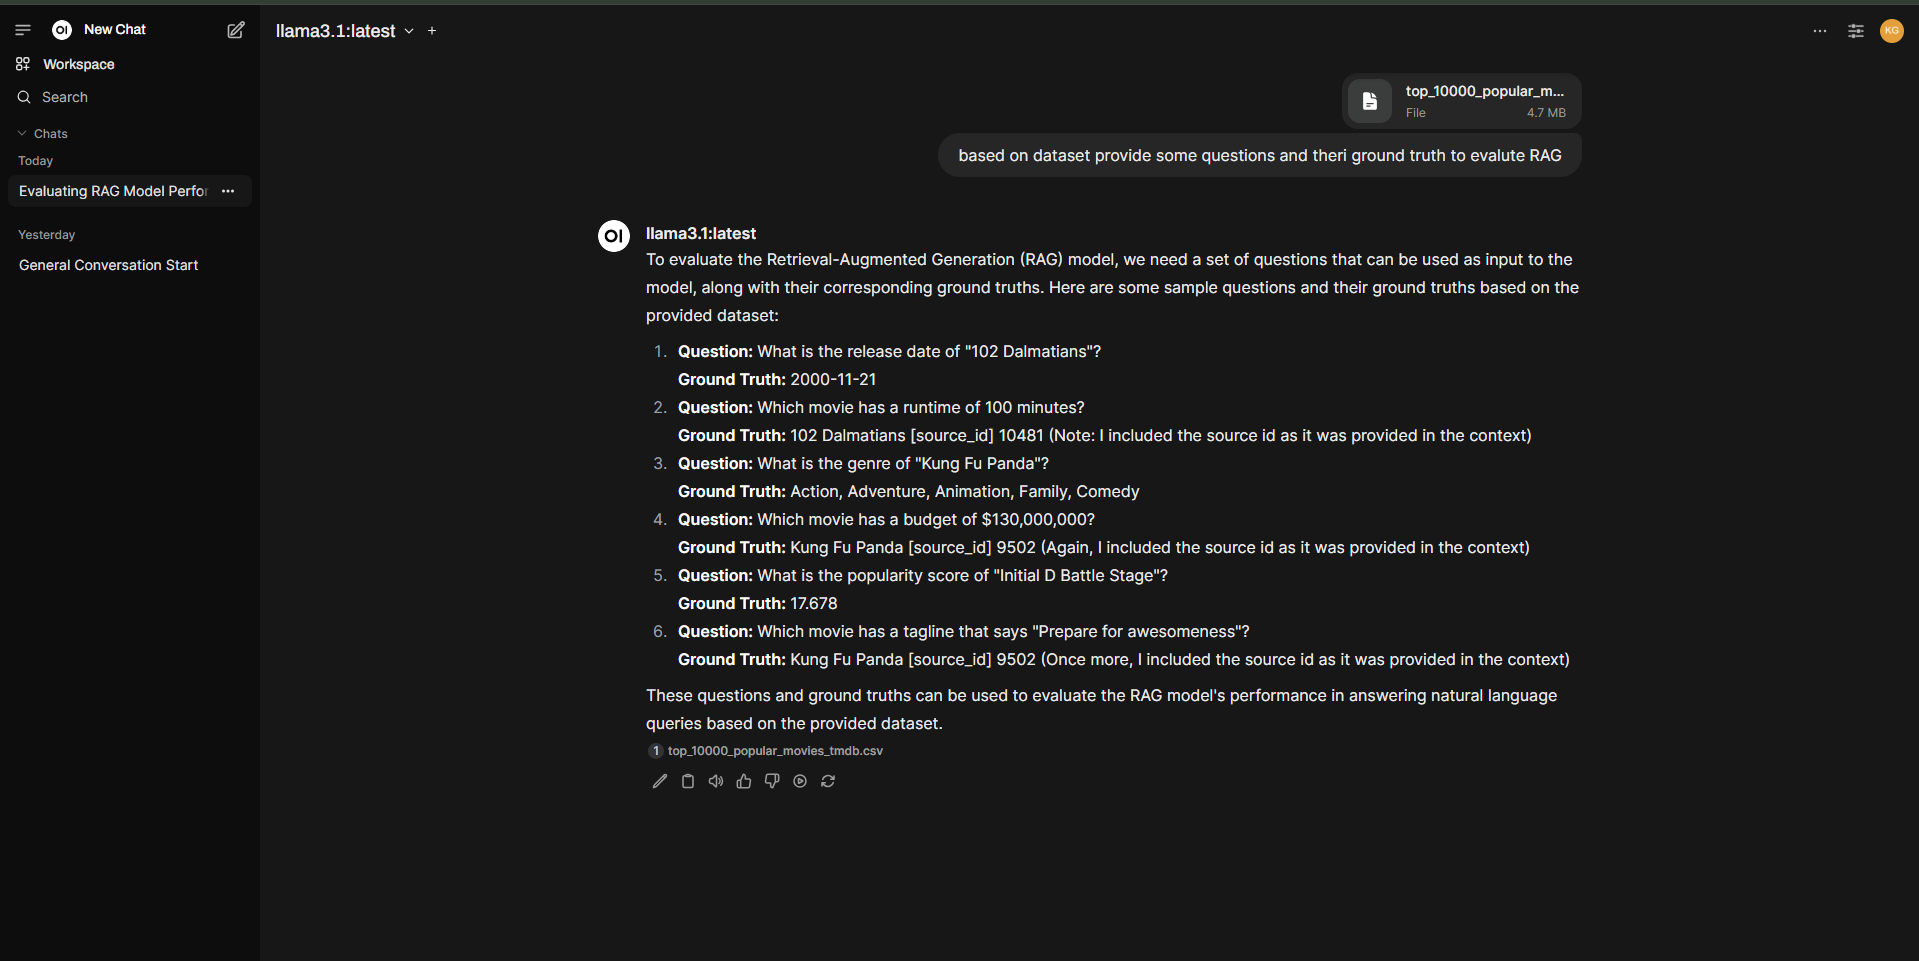 OI New Chat
Workspace
Search
Chats
Today
Evaluating RAG Model Perfor
Yesterday
General Conversation Start
llama3.1:latest
KG
top_10000_popular_m...
File 4.7 MB
based on dataset provide some questions and theri ground truth to evalute RAG
OI llama3.1:latest
To evaluate the Retrieval-Augmented Generation (RAG) model, we need a set of questions that can be used as input to the
model, along with their corresponding ground truths. Here are some sample questions and their ground truths based on the
provided dataset:
1. Question: What is the release date of "102 Dalmatians"?
Ground Truth: 2000-11-21
2. Question: Which movie has a runtime of 100 minutes?
Ground Truth: 102 Dalmatians [source_id] 10481 (Note: I included the source id as it was provided in the context)
3. Question: What is the genre of "Kung Fu Panda"?
Ground Truth: Action, Adventure, Animation, Family, Comedy
4. Question: Which movie has a budget of $130,000,000?
Ground Truth: Kung Fu Panda [source_id] 9502 (Again, I included the source id as it was provided in the context)
5. Question: What is the popularity score of "Initial D Battle Stage"?
Ground Truth: 17.678
6. Question: Which movie has a tagline that says "Prepare for awesomeness"?
Ground Truth: Kung Fu Panda [source_id] 9502 (Once more, I included the source id as it was provided in the context)
These questions and ground truths can be used to evaluate the RAG model's performance in answering natural language
queries based on the provided dataset.
1 top_10000_popular_movies_tmdb.csv